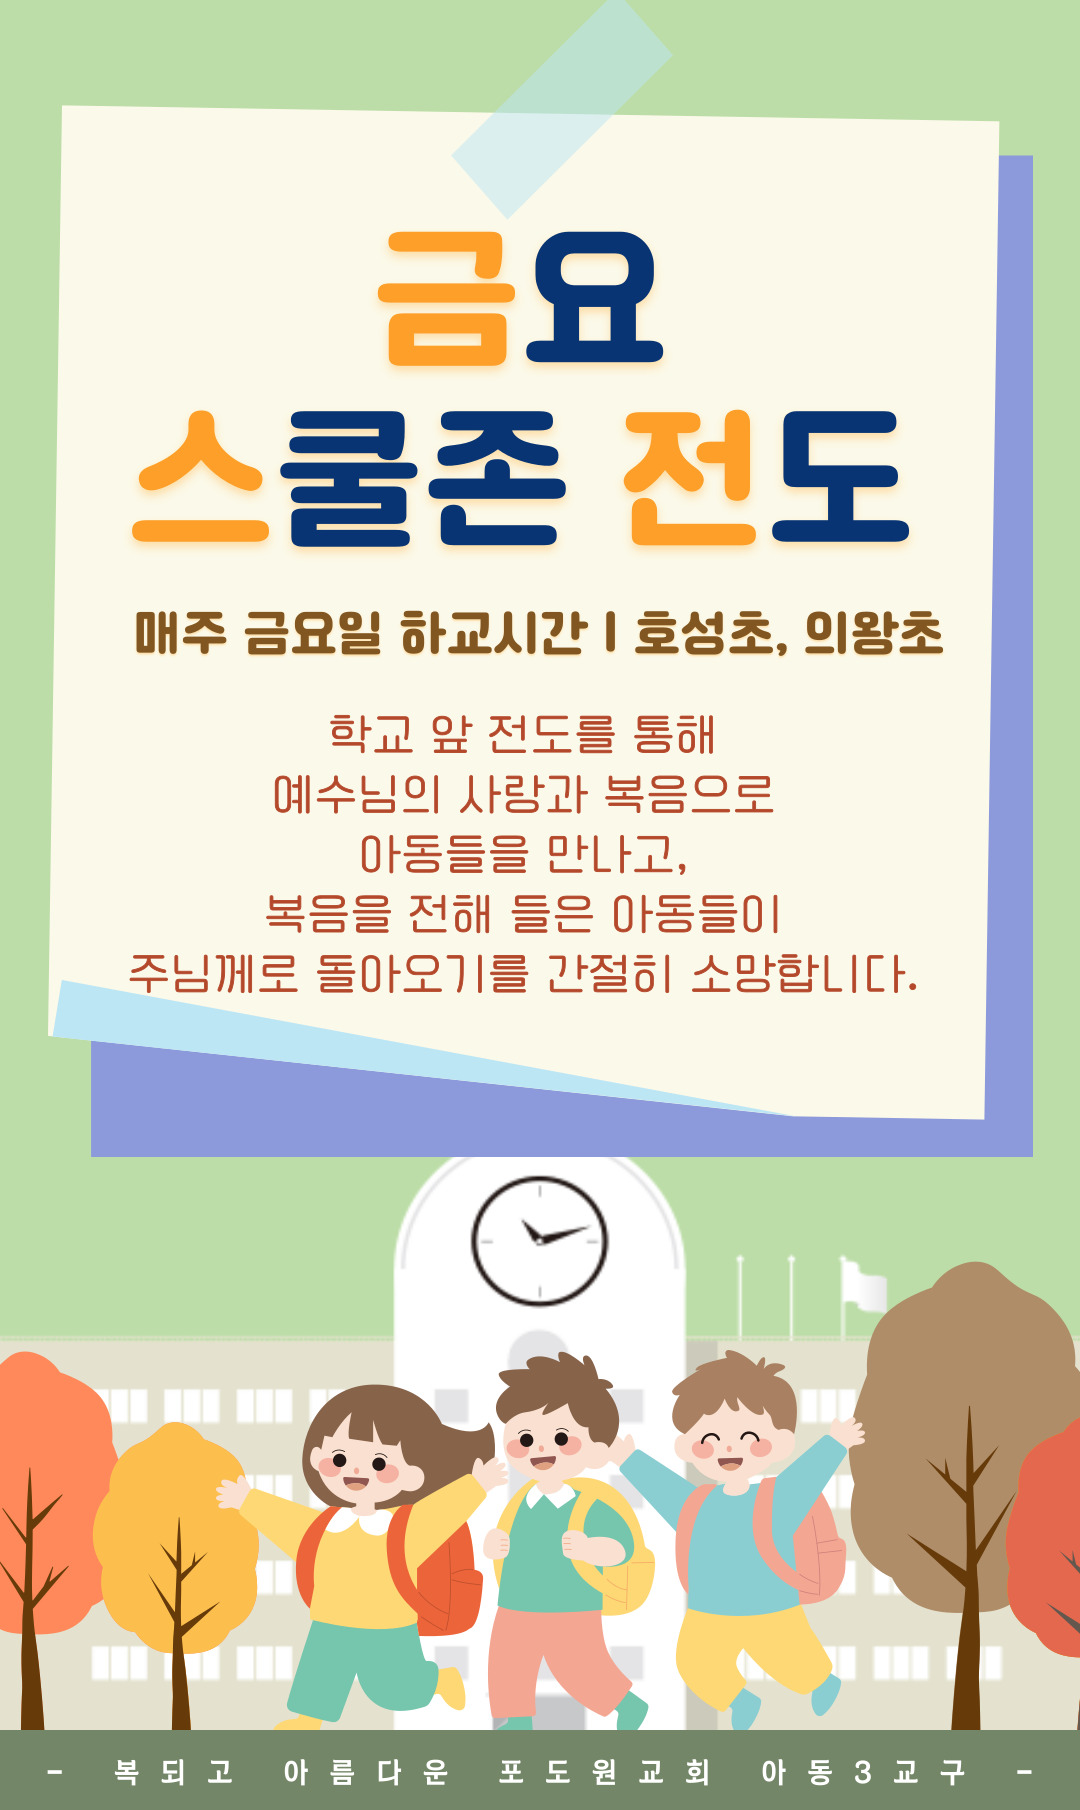 금요
스쿨존 전도
매주 금요일 하교시간 l 호성초, 의왕초
학교 앞 전도를 통해
예수님의 사랑과 복음으로
아동들을 만나고,
복음을 전해 들은 아동들이
주님께로 돌아오기를 간절히 소망합니다.
- 복되고 아름다운 포도원교회 아동3교구 -